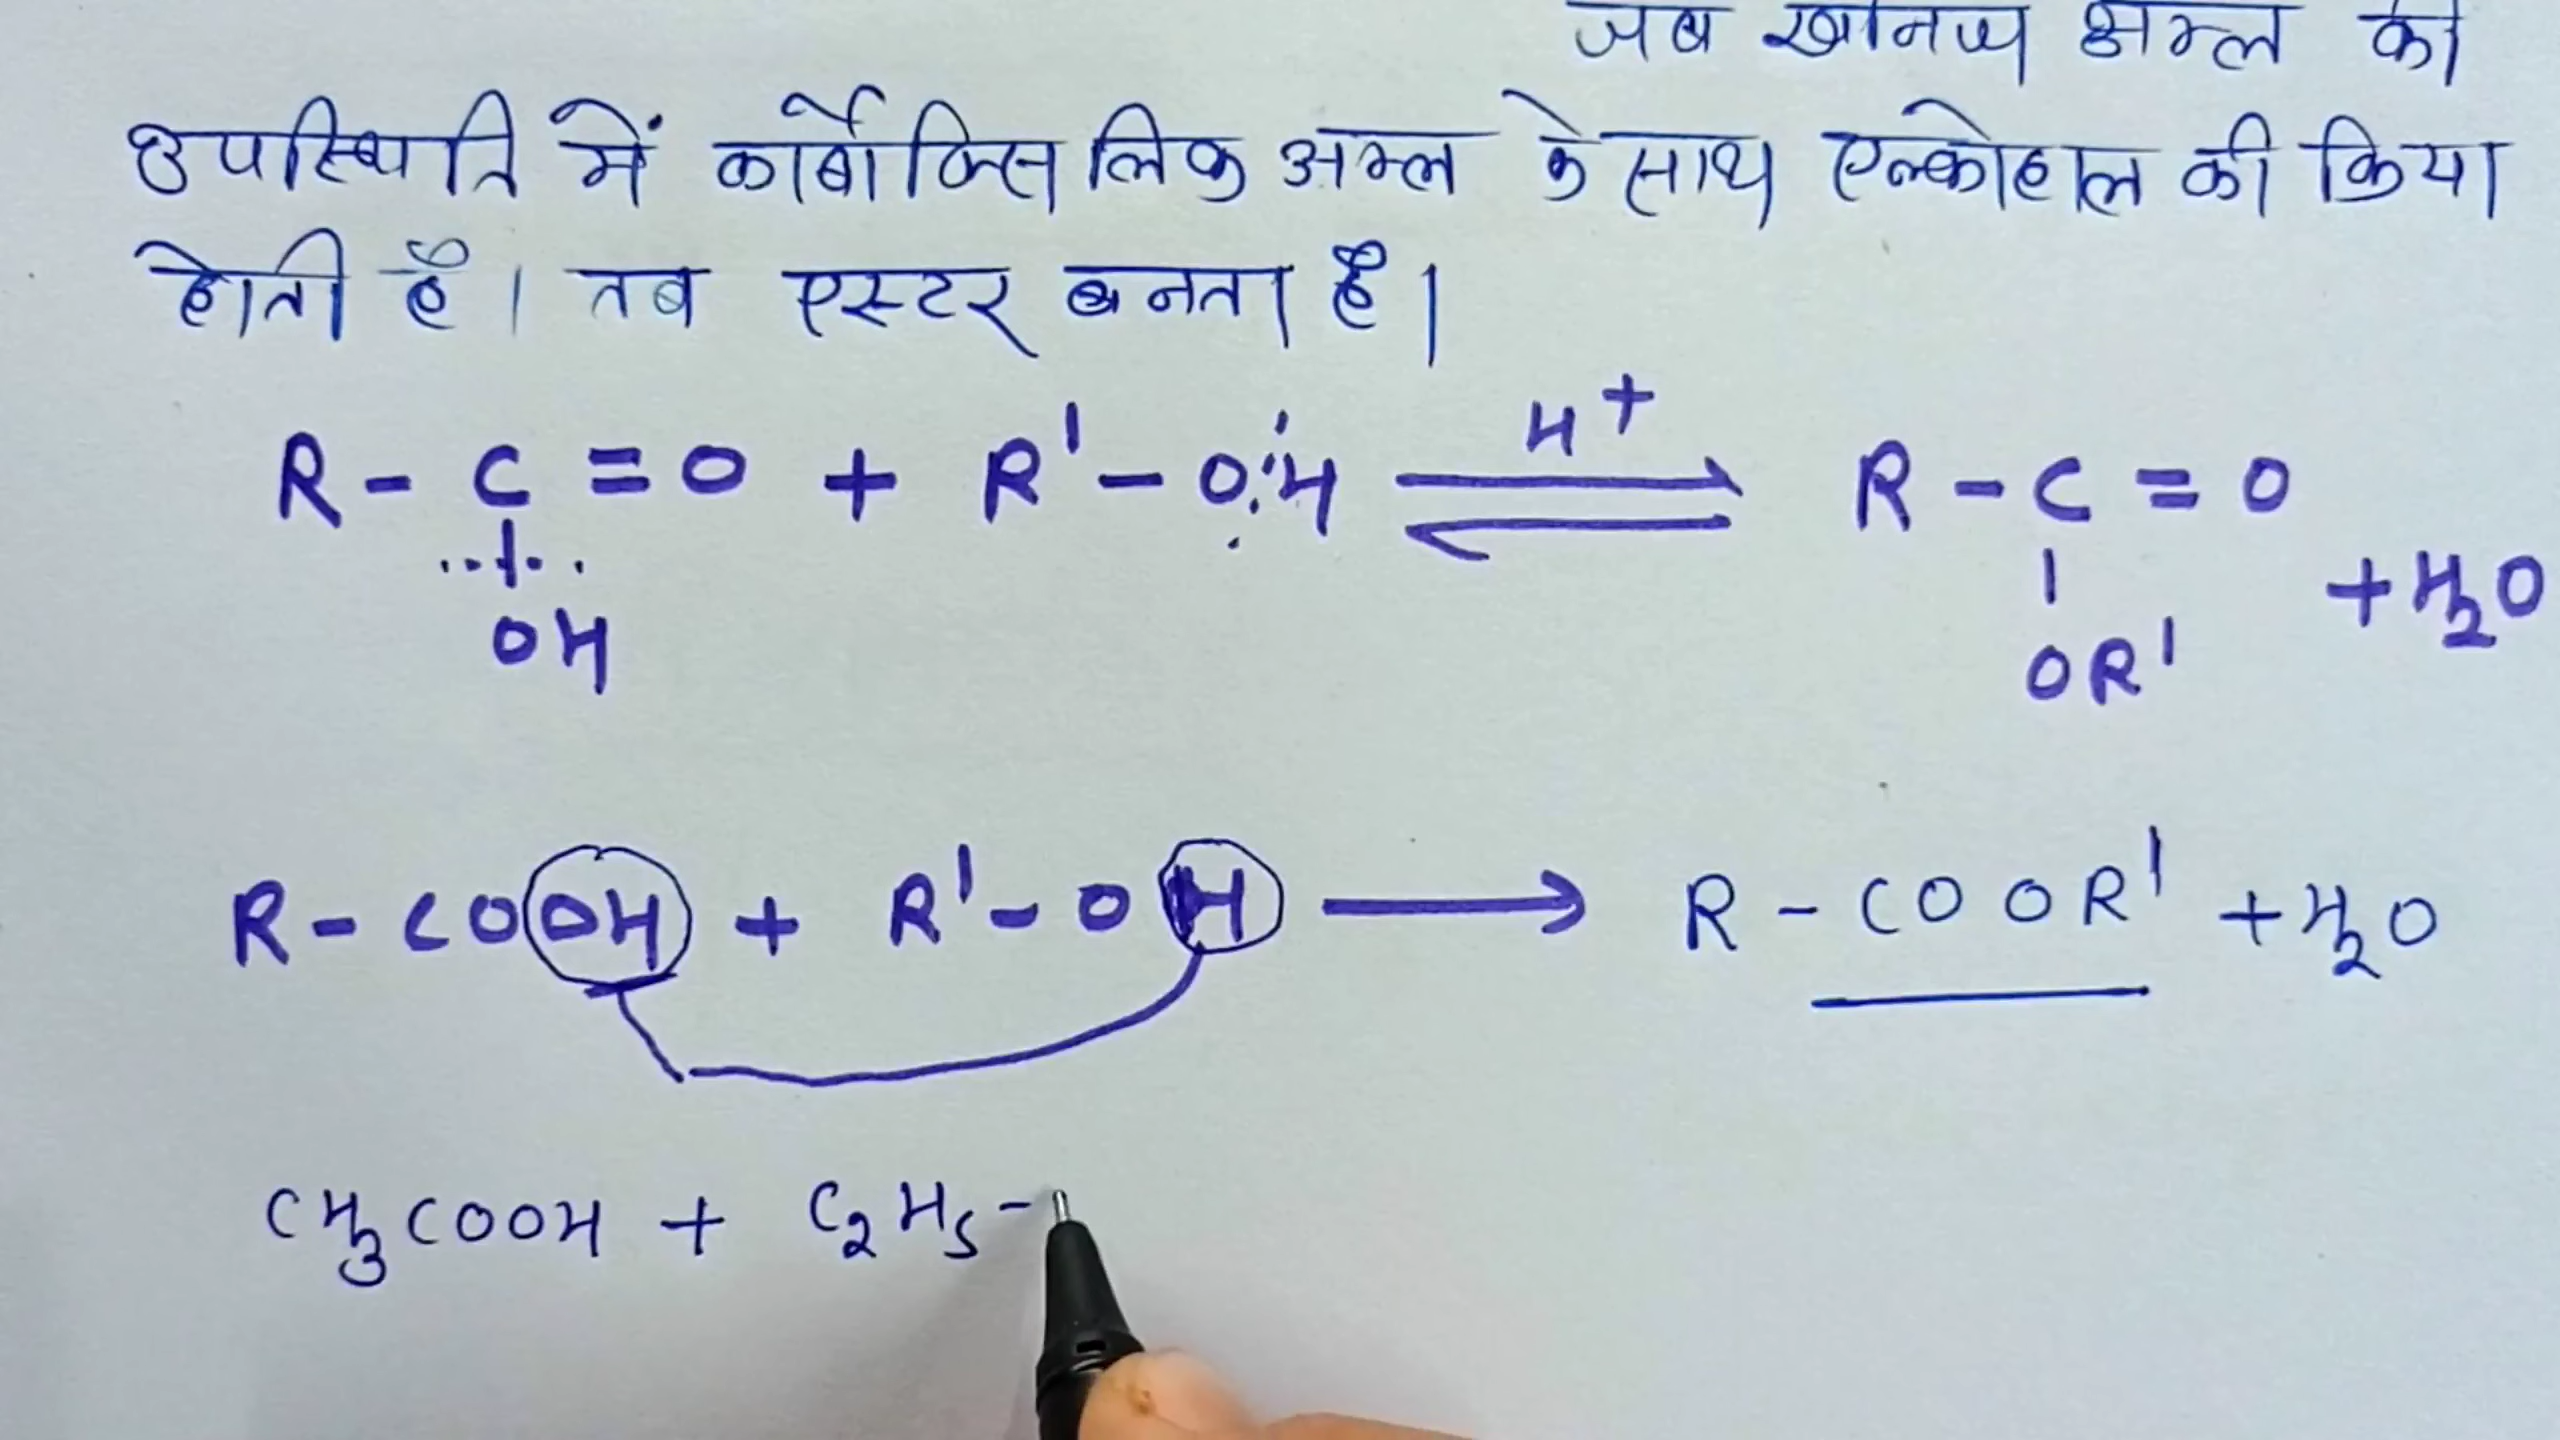 जब खनिज अम्ल की
उपस्थिति में कार्बोक्सिलिक अम्ल के साथ एल्कोहाल की क्रिया
होती है। तब एस्टर बनता है।
H⁺
R - C = O + R' - OH ⇌ R - C = O
| | + H₂O
OH OR'
R - COOH + R' - OH ⟶ R - COOR' + H₂O
CH₃COOH + C₂H₅ -